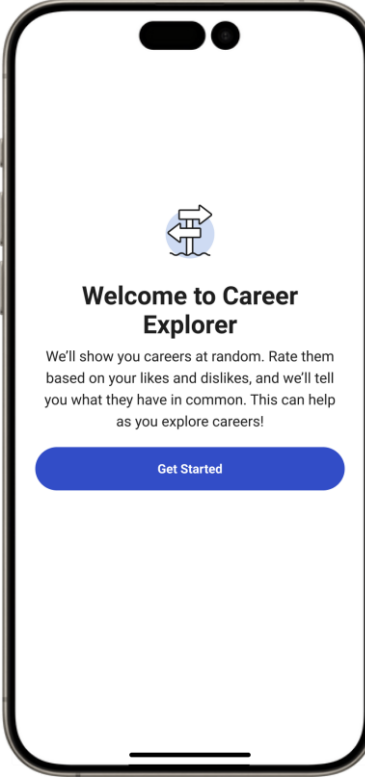 Welcome to Career
Explorer
We’ll show you careers at random. Rate them
based on your likes and dislikes, and we’ll tell
you what they have in common. This can help
as you explore careers!
Get Started